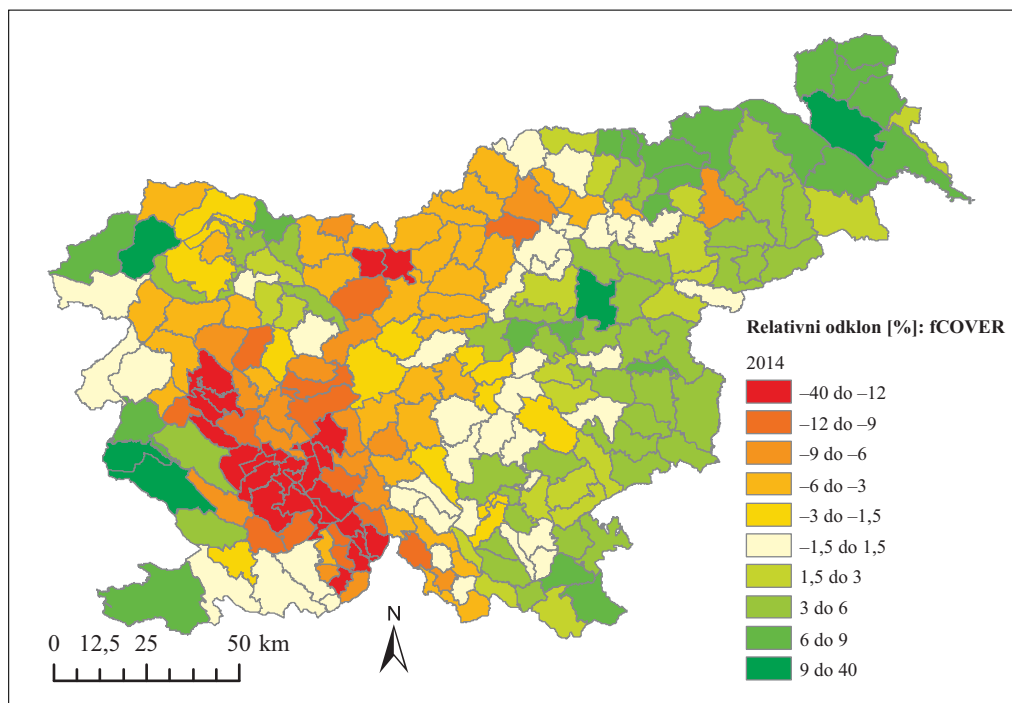 Relativni odklon [%]: fCOVER
2014
–40 do –12
–12 do –9
–9 do –6
–6 do –3
–3 do –1,5
–1,5 do 1,5
1,5 do 3
3 do 6
6 do 9
9 do 40
N
0 12,5 25 50 km